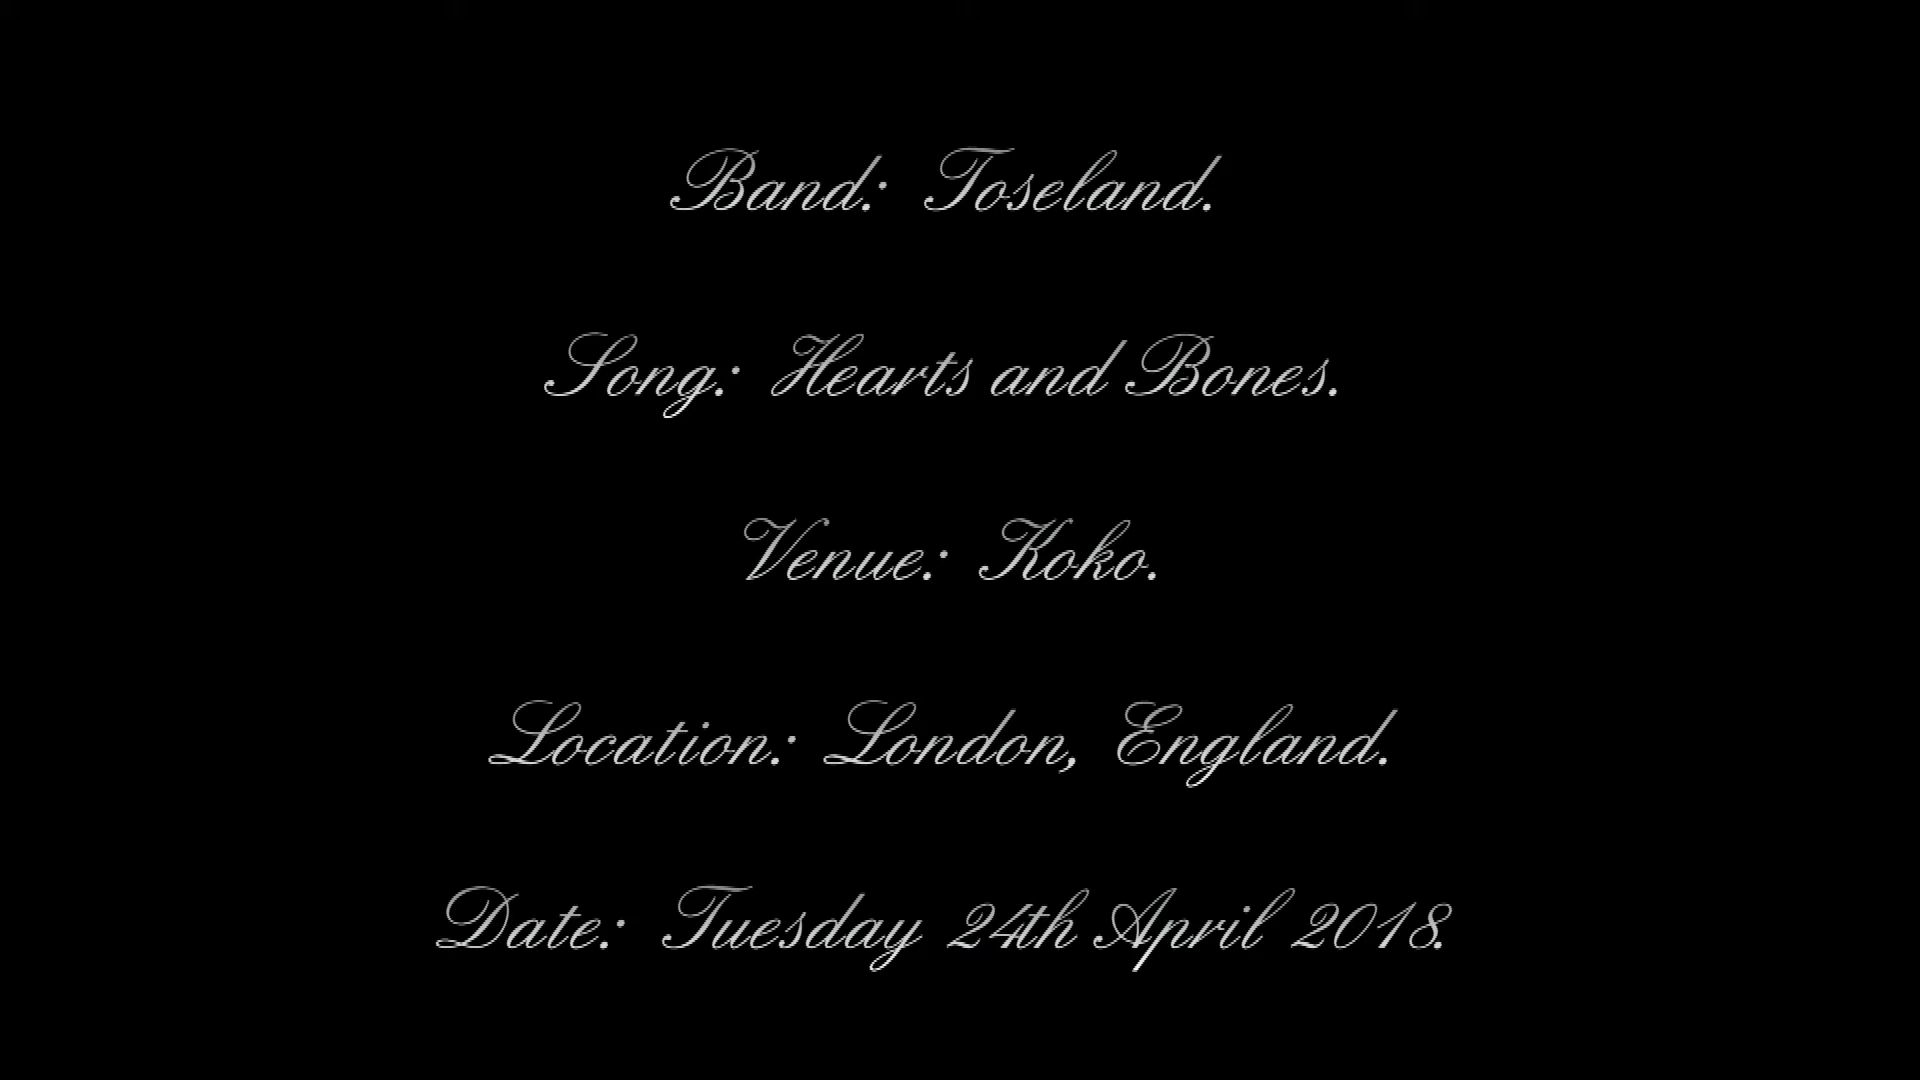 Band: Toseland.
Song: Hearts and Bones.
Venue: Koko.
Location: London, England.
Date: Tuesday 24th April 2018.